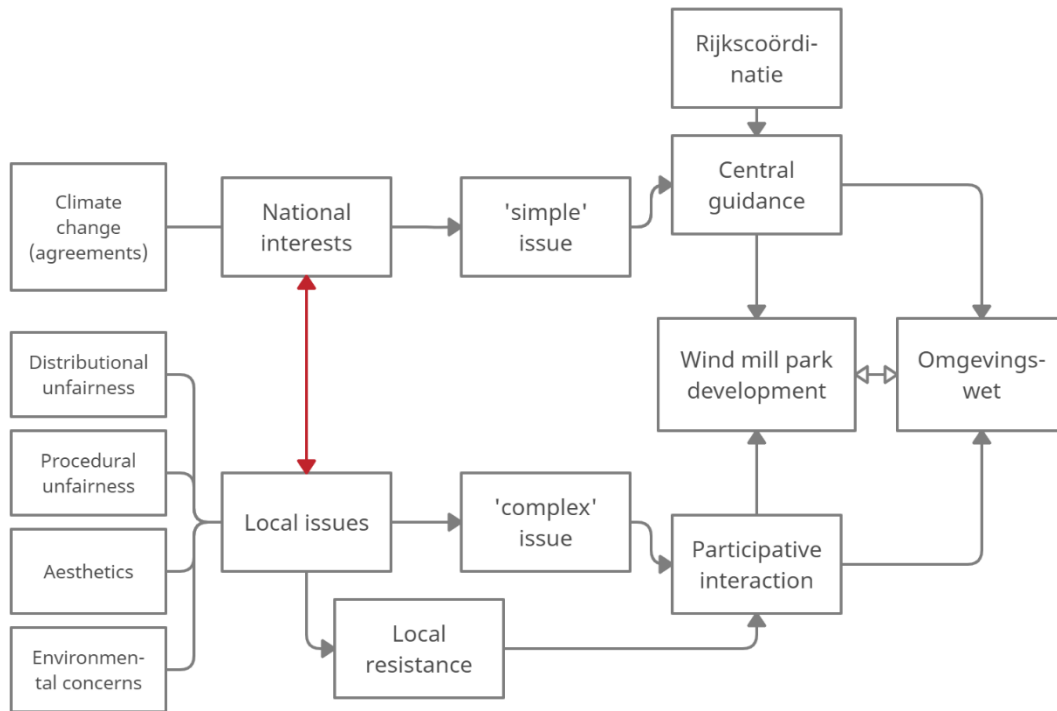 Rijkscoördi-
natie
Climate
change
(agreements)
National
interests
'simple'
issue
Central
guidance
Distributional
unfairness
Wind mill park
development
Omgevings-
wet
Procedural
unfairness
Local issues
'complex'
issue
Participative
interaction
Aesthetics
Local
resistance
Environmen-
tal concerns